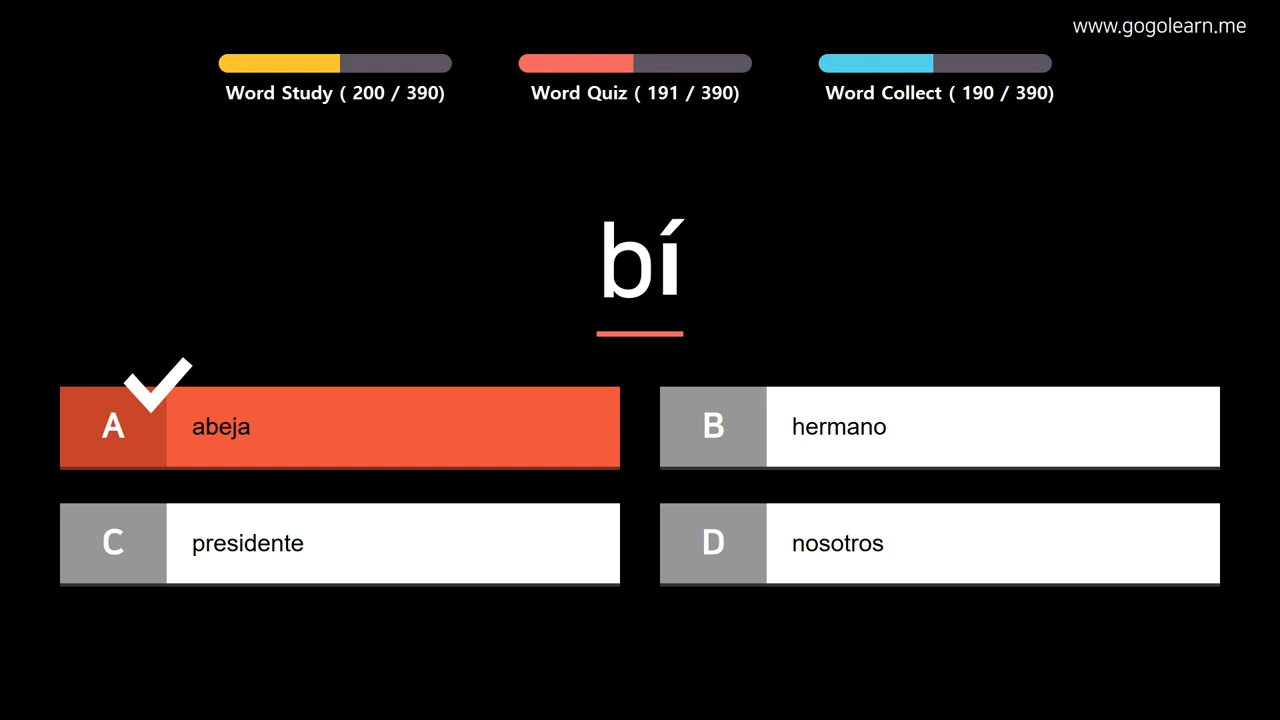 www.gogolearn.me
Word Study ( 200 / 390)
Word Quiz ( 191 / 390)
Word Collect ( 190 / 390)
bí
A abeja
B hermano
C presidente
D nosotros